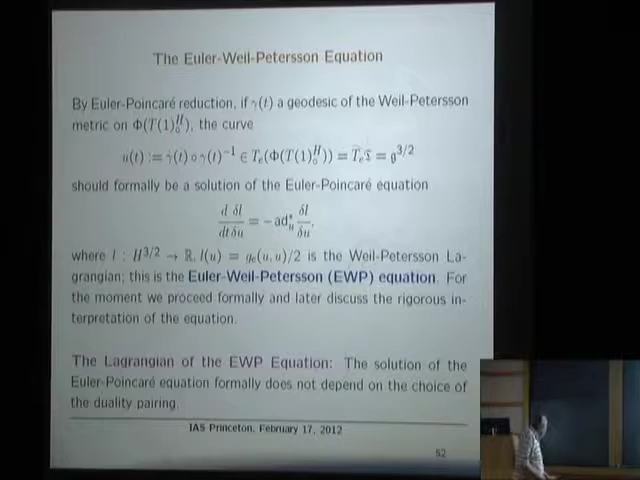 The Euler-Weil-Petersson Equation
By Euler-Poincaré reduction, if γ(t) a geodesic of the Weil-Petersson
metric on Φ(T(1)₀ᴴ), the curve
u(t) := γ̇(t) ∘ γ(t)⁻¹ ∈ Tₑ(Φ(T(1)₀ᴴ)) = T̂ₑ𝔗 = 𝔤^{3/2}
should formally be a solution of the Euler-Poincaré equation
d/dt δl/δu = −ad*ᵤ δl/δu,
where l : H^{3/2} → ℝ, l(u) = gₑ(u, u)/2 is the Weil-Petersson La-
grangian; this is the Euler-Weil-Petersson (EWP) equation. For
the moment we proceed formally and later discuss the rigorous in-
terpretation of the equation.
The Lagrangian of the EWP Equation: The solution of the
Euler-Poincaré equation formally does not depend on the choice of
the duality pairing.
IAS Princeton, February 17, 2012
52